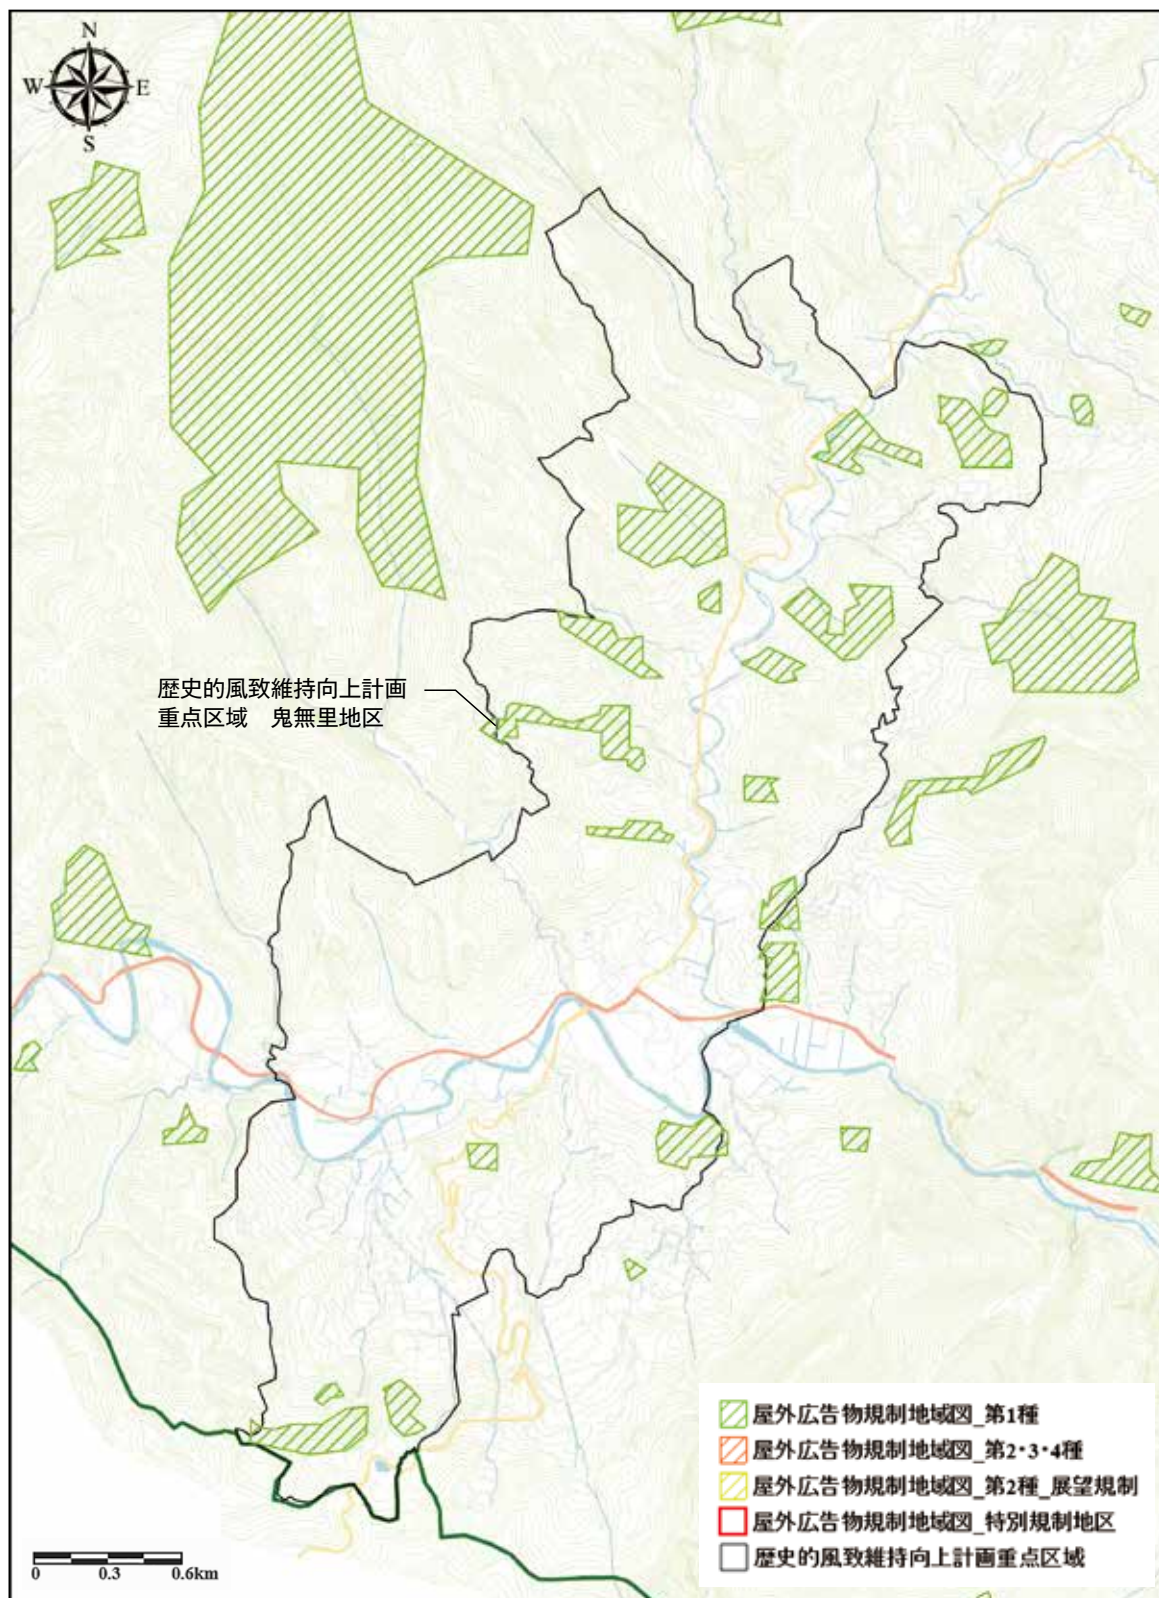 N
W E
S
歴史的風致維持向上計画
重点区域 鬼無里地区
屋外広告物規制地域図_第1種
屋外広告物規制地域図_第2・3・4種
屋外広告物規制地域図_第2種_展望規制
屋外広告物規制地域図_特別規制地区
歴史的風致維持向上計画重点区域
0 0.3 0.6km